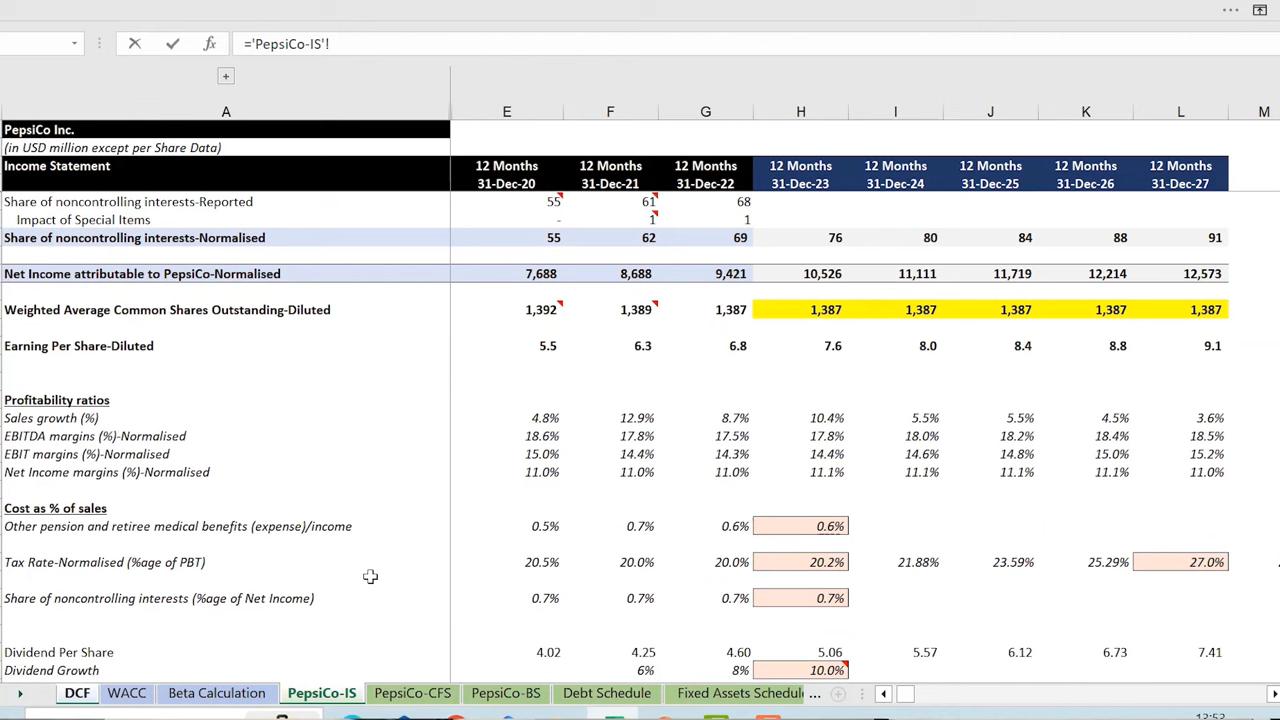 ='PepsiCo-IS'!
A E F G H I J K L M
PepsiCo Inc.
(in USD million except per Share Data)
Income Statement 12 Months 12 Months 12 Months 12 Months 12 Months 12 Months 12 Months 12 Months
31-Dec-20 31-Dec-21 31-Dec-22 31-Dec-23 31-Dec-24 31-Dec-25 31-Dec-26 31-Dec-27
Share of noncontrolling interests-Reported 55 61 68
Impact of Special Items - 1 1
Share of noncontrolling interests-Normalised 55 62 69 76 80 84 88 91
Net Income attributable to PepsiCo-Normalised 7,688 8,688 9,421 10,526 11,111 11,719 12,214 12,573
Weighted Average Common Shares Outstanding-Diluted 1,392 1,389 1,387 1,387 1,387 1,387 1,387 1,387
Earning Per Share-Diluted 5.5 6.3 6.8 7.6 8.0 8.4 8.8 9.1
Profitability ratios
Sales growth (%) 4.8% 12.9% 8.7% 10.4% 5.5% 5.5% 4.5% 3.6%
EBITDA margins (%)-Normalised 18.6% 17.8% 17.5% 17.8% 18.0% 18.2% 18.4% 18.5%
EBIT margins (%)-Normalised 15.0% 14.4% 14.3% 14.4% 14.6% 14.8% 15.0% 15.2%
Net Income margins (%)-Normalised 11.0% 11.0% 11.0% 11.1% 11.1% 11.1% 11.1% 11.0%
Cost as % of sales
Other pension and retiree medical benefits (expense)/income 0.5% 0.7% 0.6% 0.6%
Tax Rate-Normalised (%age of PBT) 20.5% 20.0% 20.0% 20.2% 21.88% 23.59% 25.29% 27.0%
Share of noncontrolling interests (%age of Net Income) 0.7% 0.7% 0.7% 0.7%
Dividend Per Share 4.02 4.25 4.60 5.06 5.57 6.12 6.73 7.41
Dividend Growth 6% 8% 10.0%
DCF WACC Beta Calculation PepsiCo-IS PepsiCo-CFS PepsiCo-BS Debt Schedule Fixed Assets Schedul ...